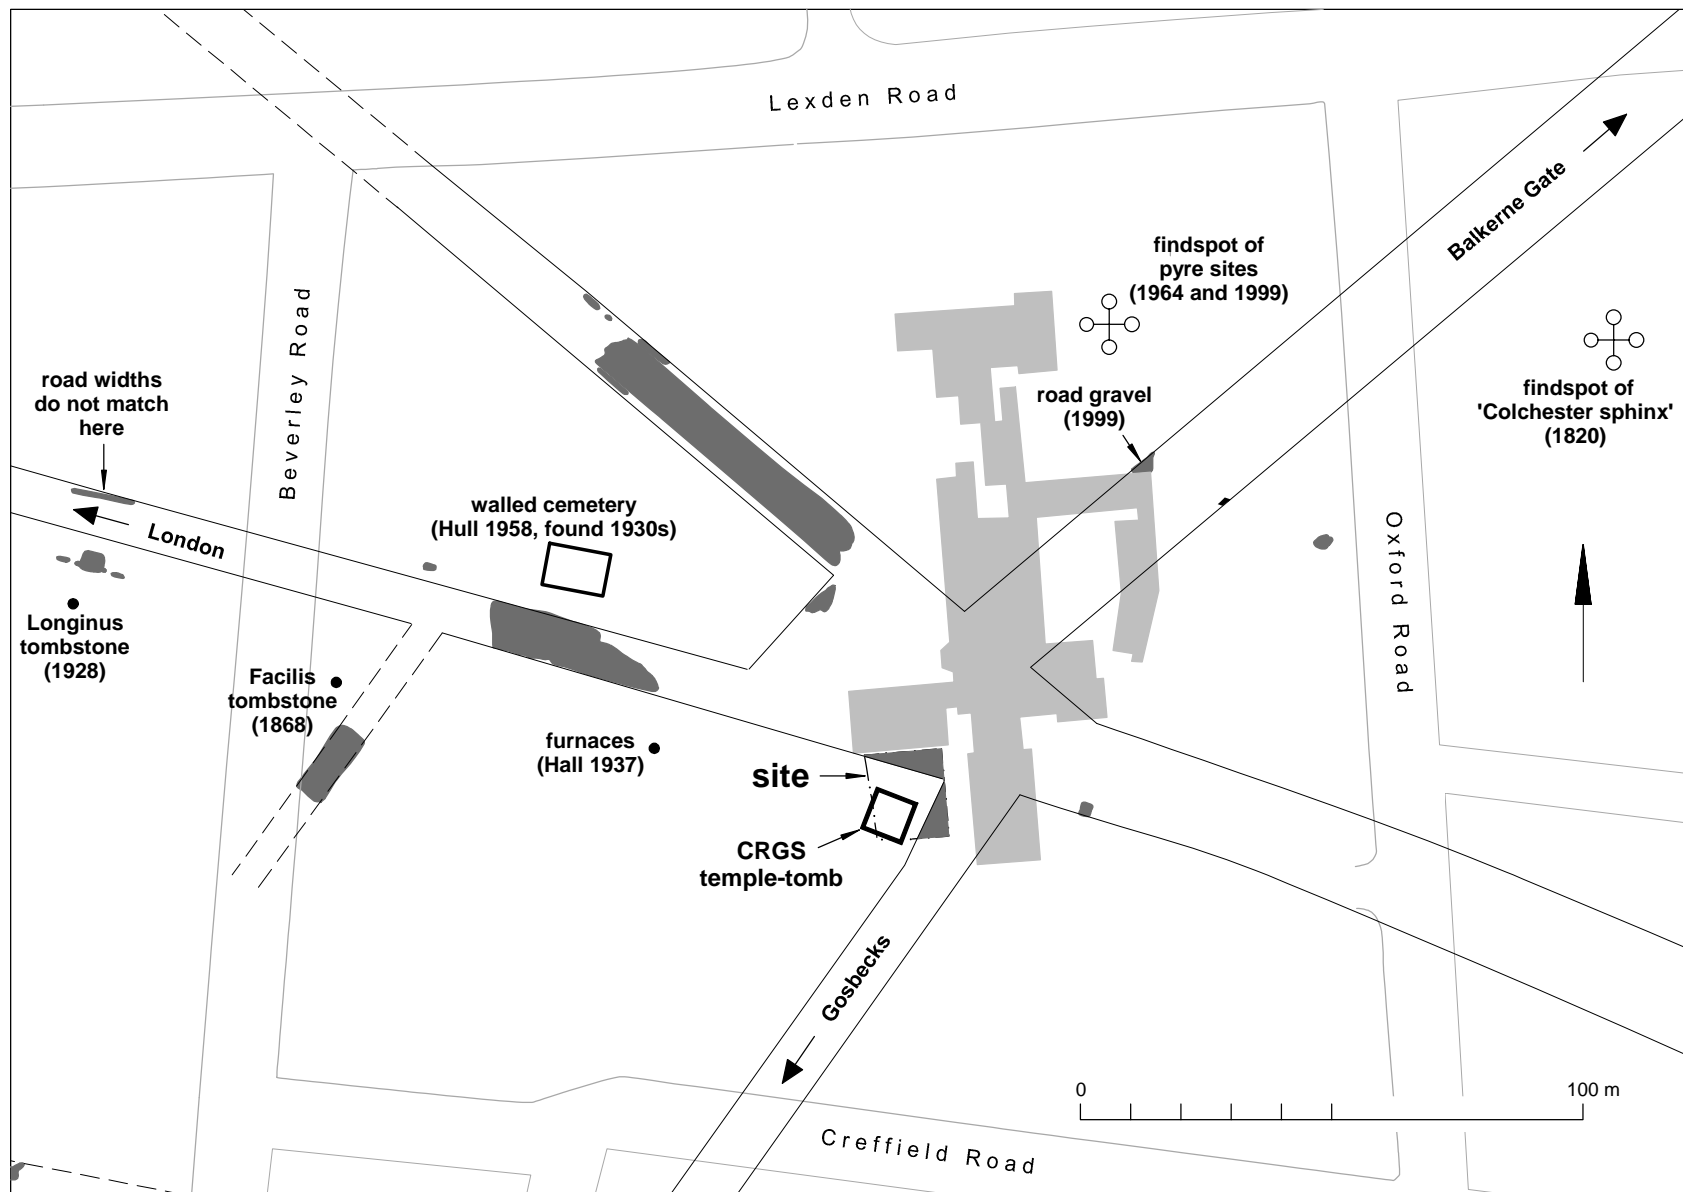 Lexden Road
Balkerne Gate
findspot of
pyre sites
(1964 and 1999)
Beverley Road
road widths
do not match
here
road gravel
(1999)
findspot of
'Colchester sphinx'
(1820)
walled cemetery
(Hull 1958, found 1930s)
London
Oxford Road
Longinus
tombstone
(1928)
Facilis
tombstone
(1868)
furnaces
(Hall 1937)
site
CRGS
temple-tomb
Gosbecks
0 100 m
Creffield Road